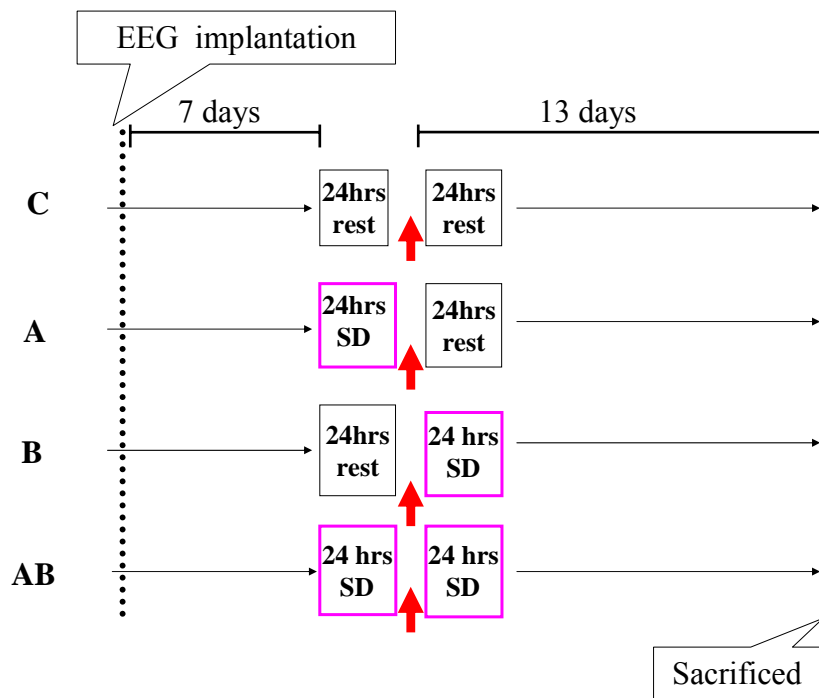 EEG implantation
7 days
13 days
C
24hrs
rest
24hrs
rest
A
24hrs
SD
24hrs
rest
B
24hrs
rest
24 hrs
SD
AB
24 hrs
SD
24 hrs
SD
Sacrificed